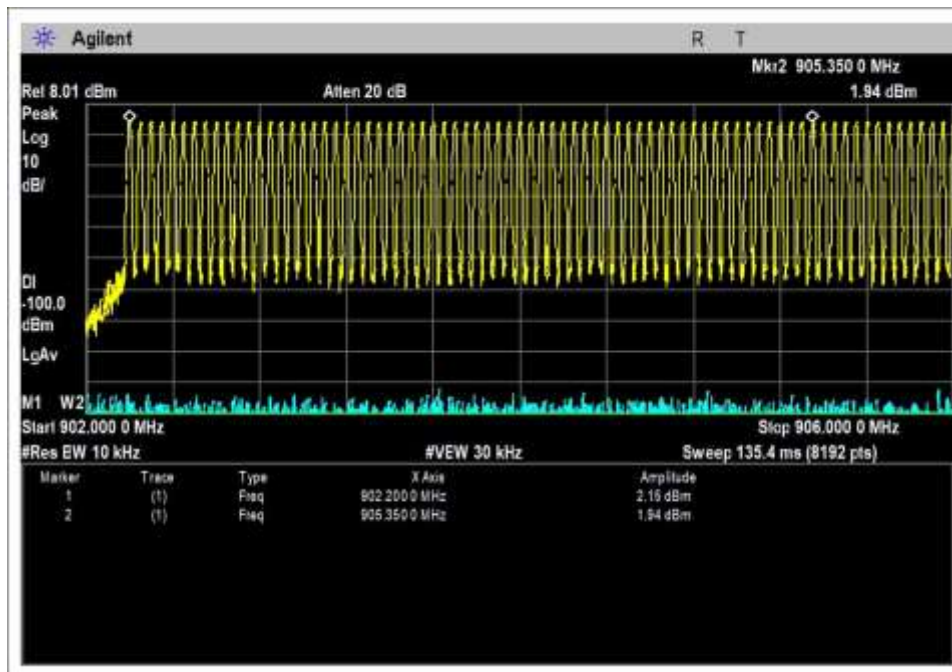 Agilent R T
Mkr2 905.350 0 MHz
Ref 8.01 dBm Atten 20 dB 1.94 dBm
Peak
Log
10
dB/
DI
-100.0
dBm
LgAv
M1 W2
Start 902.000 0 MHz Stop 906.000 0 MHz
#Res BW 10 kHz #VBW 30 kHz Sweep 135.4 ms (8192 pts)
Marker Trace Type X Axis Amplitude
1 (1) Freq 902.200 0 MHz 2.16 dBm
2 (1) Freq 905.350 0 MHz 1.94 dBm